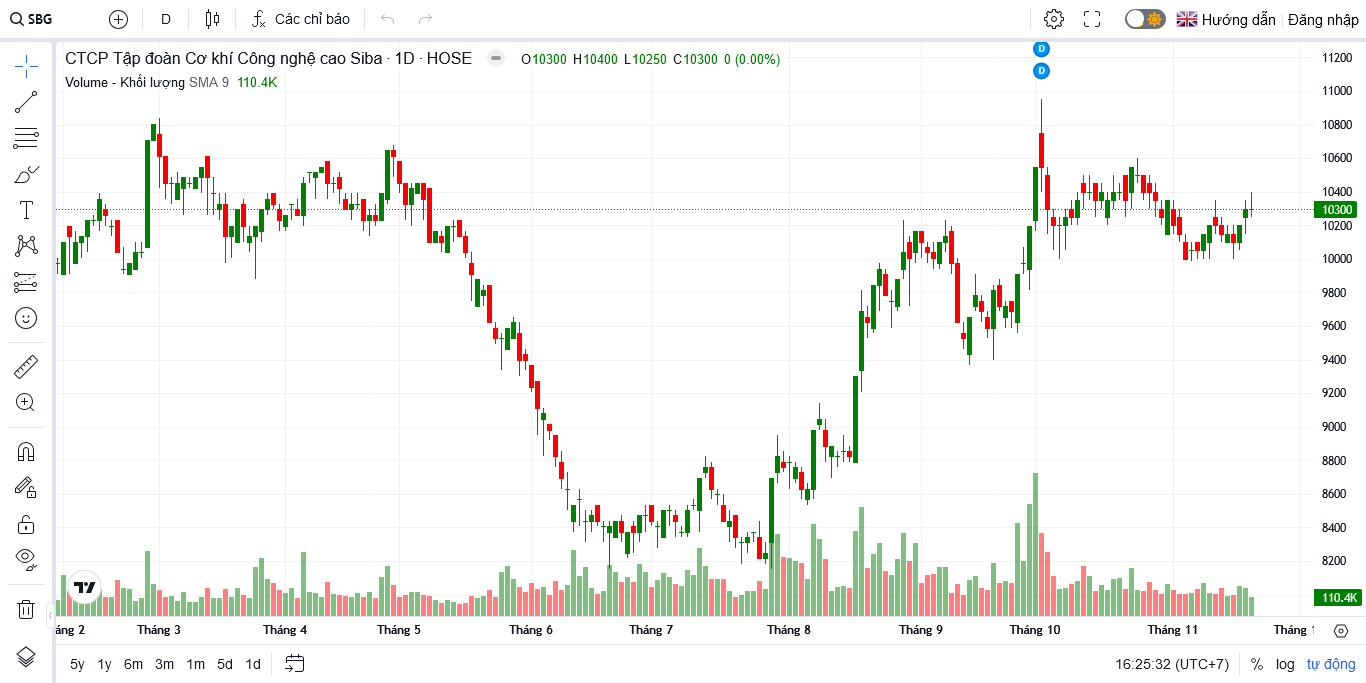 SBG D Các chỉ báo Hướng dẫn Đăng nhập
D
CTCP Tập đoàn Cơ khí Công nghệ cao Siba · 1D · HOSE O10300 H10400 L10250 C10300 0 (0.00%)
D
Volume - Khối lượng SMA 9 110.4K
11200
11000
10800
10600
10400
10300
10200
10000
9800
9600
9400
9200
9000
8800
8600
8400
8200
110.4K
áng 2 Tháng 3 Tháng 4 Tháng 5 Tháng 6 Tháng 7 Tháng 8 Tháng 9 Tháng 10 Tháng 11 Tháng 1
5y 1y 6m 3m 1m 5d 1d 16:25:32 (UTC+7) % log tự động